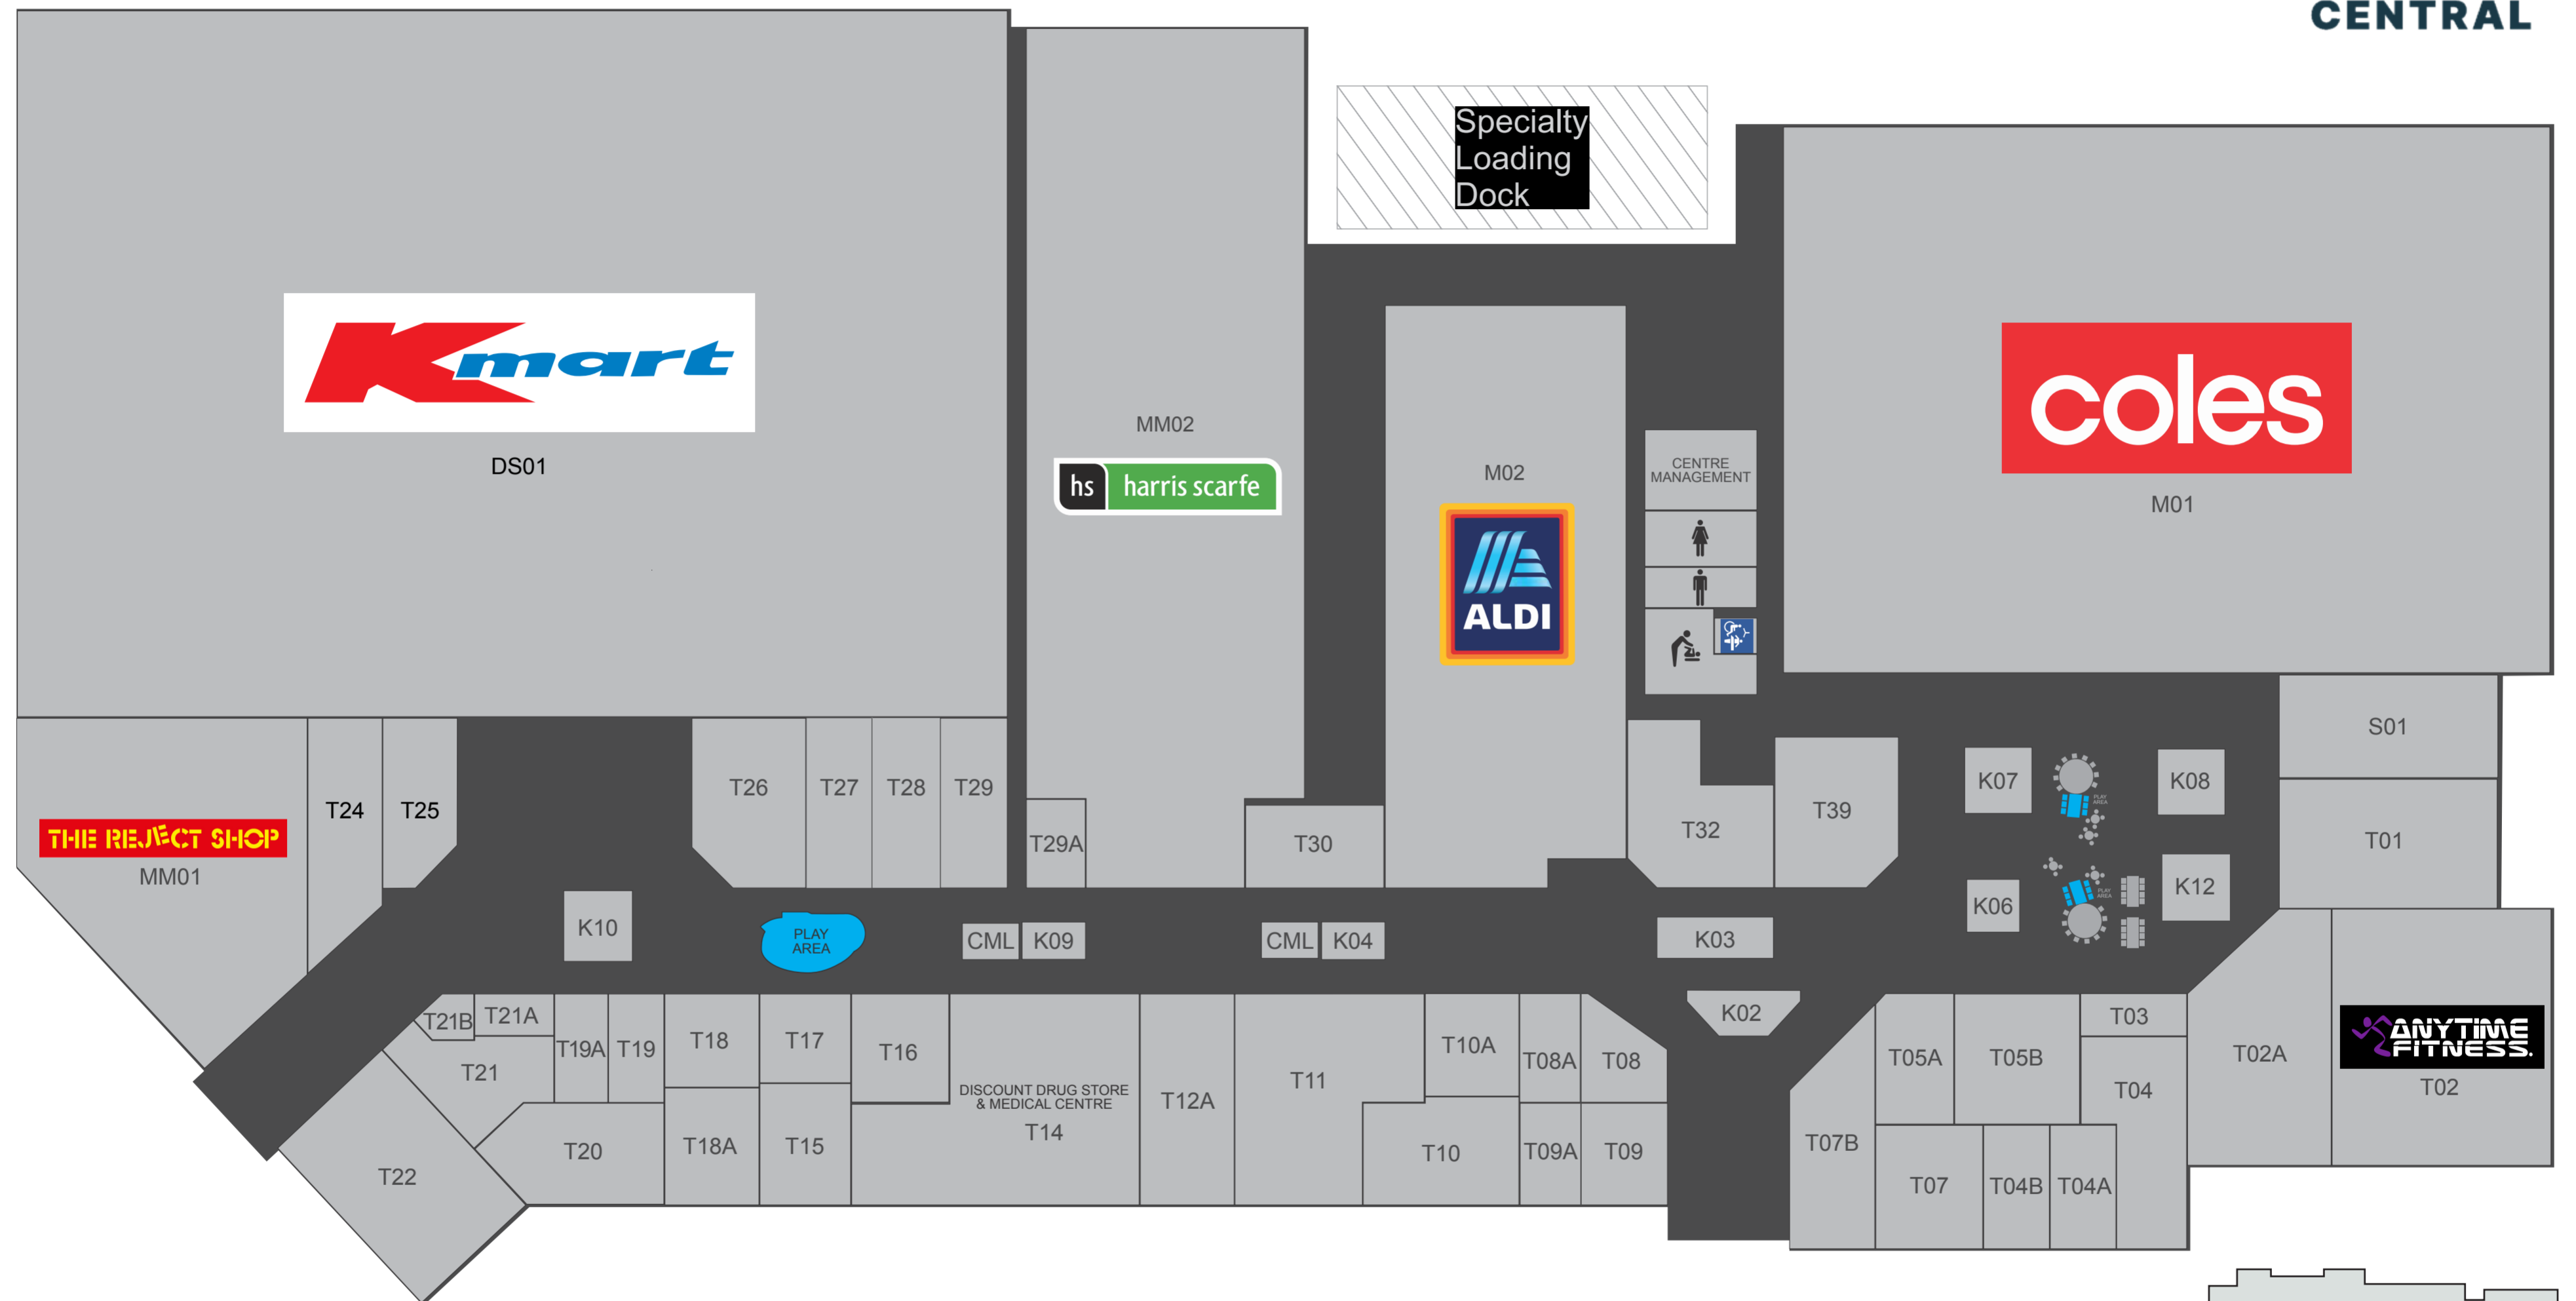 CENTRAL
Specialty
Loading
Dock
Kmart
DS01
MM02
hs harris scarfe
M02
ALDI
CENTRE
MANAGEMENT
coles
M01
THE REJECT SHOP
MM01
T24
T25
T26
T27
T28
T29
T29A
T30
T32
T39
K07
PLAY
AREA
K08
S01
T01
K06
PLAY
AREA
K12
K10
PLAY
AREA
CML
K09
CML
K04
K03
K02
T21B
T21A
T19A
T19
T21
T18
T17
T16
DISCOUNT DRUG STORE
& MEDICAL CENTRE
T14
T12A
T11
T10A
T08A
T08
T22
T20
T18A
T15
T10
T09A
T09
T07B
T05A
T05B
T03
T04
T07
T04B
T04A
T02A
ANYTIME
FITNESS.
T02